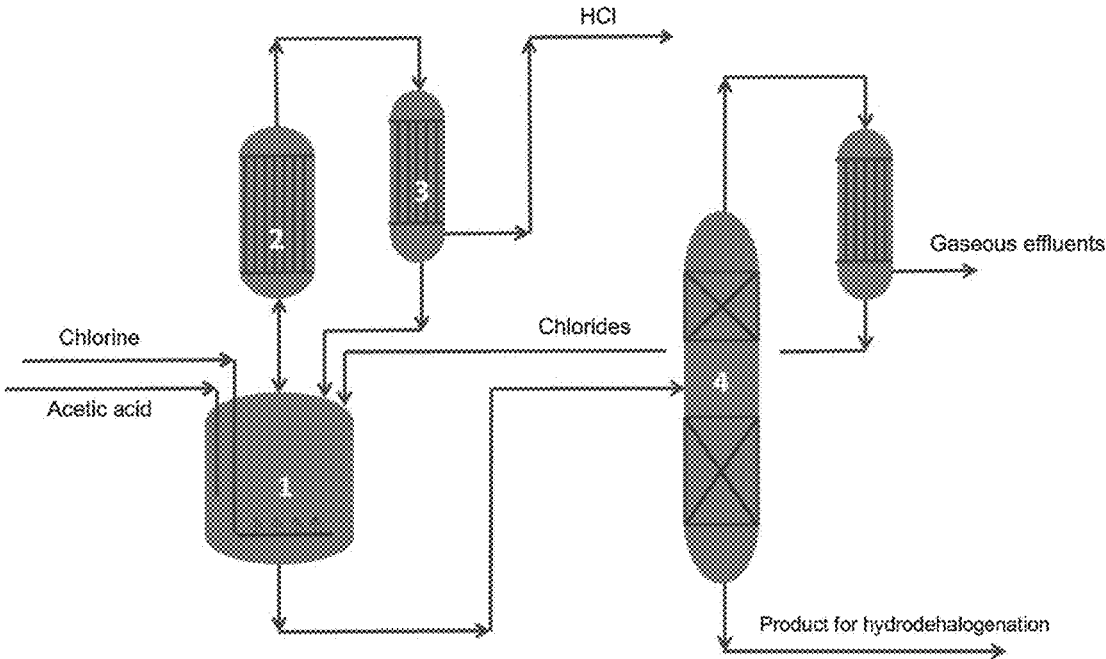 HCl
3
2
Gaseous effluents
Chlorine
Chlorides
4
Acetic acid
1
Product for hydrodehalogenation